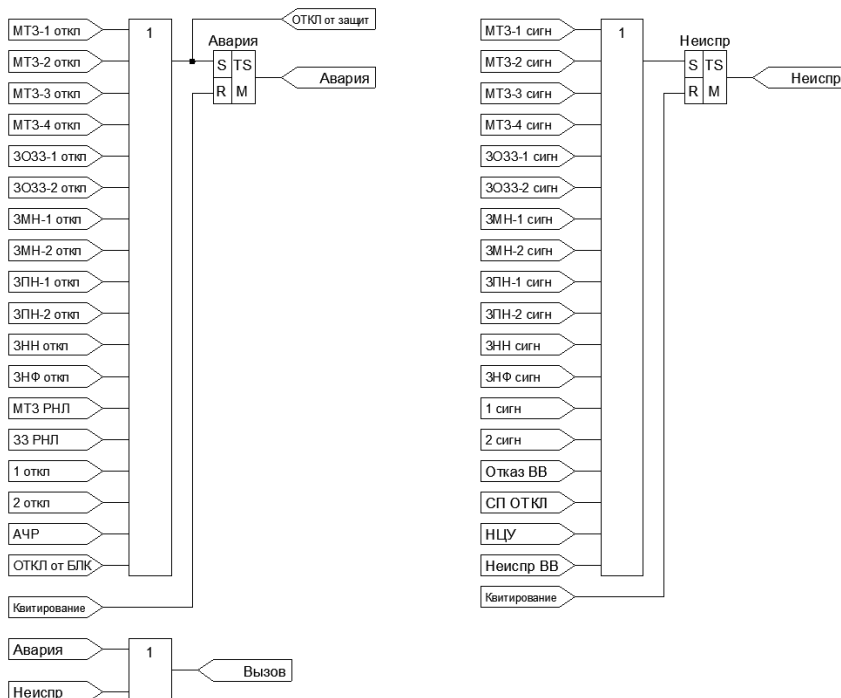 МТЗ-1 откл
МТЗ-2 откл
МТЗ-3 откл
МТЗ-4 откл
ЗОЗЗ-1 откл
ЗОЗЗ-2 откл
ЗМН-1 откл
ЗМН-2 откл
ЗПН-1 откл
ЗПН-2 откл
ЗНН откл
ЗНФ откл
МТЗ РНЛ
ЗЗ РНЛ
1 откл
2 откл
АЧР
ОТКЛ от БЛК
Квитирование
1
ОТКЛ от защит
Авария
S TS
R M
Авария
МТЗ-1 сигн
МТЗ-2 сигн
МТЗ-3 сигн
МТЗ-4 сигн
ЗОЗЗ-1 сигн
ЗОЗЗ-2 сигн
ЗМН-1 сигн
ЗМН-2 сигн
ЗПН-1 сигн
ЗПН-2 сигн
ЗНН сигн
ЗНФ сигн
1 сигн
2 сигн
Отказ ВВ
СП ОТКЛ
НЦУ
Неиспр ВВ
Квитирование
1
Неиспр
S TS
R M
Неиспр
Авария
Неиспр
1
Вызов